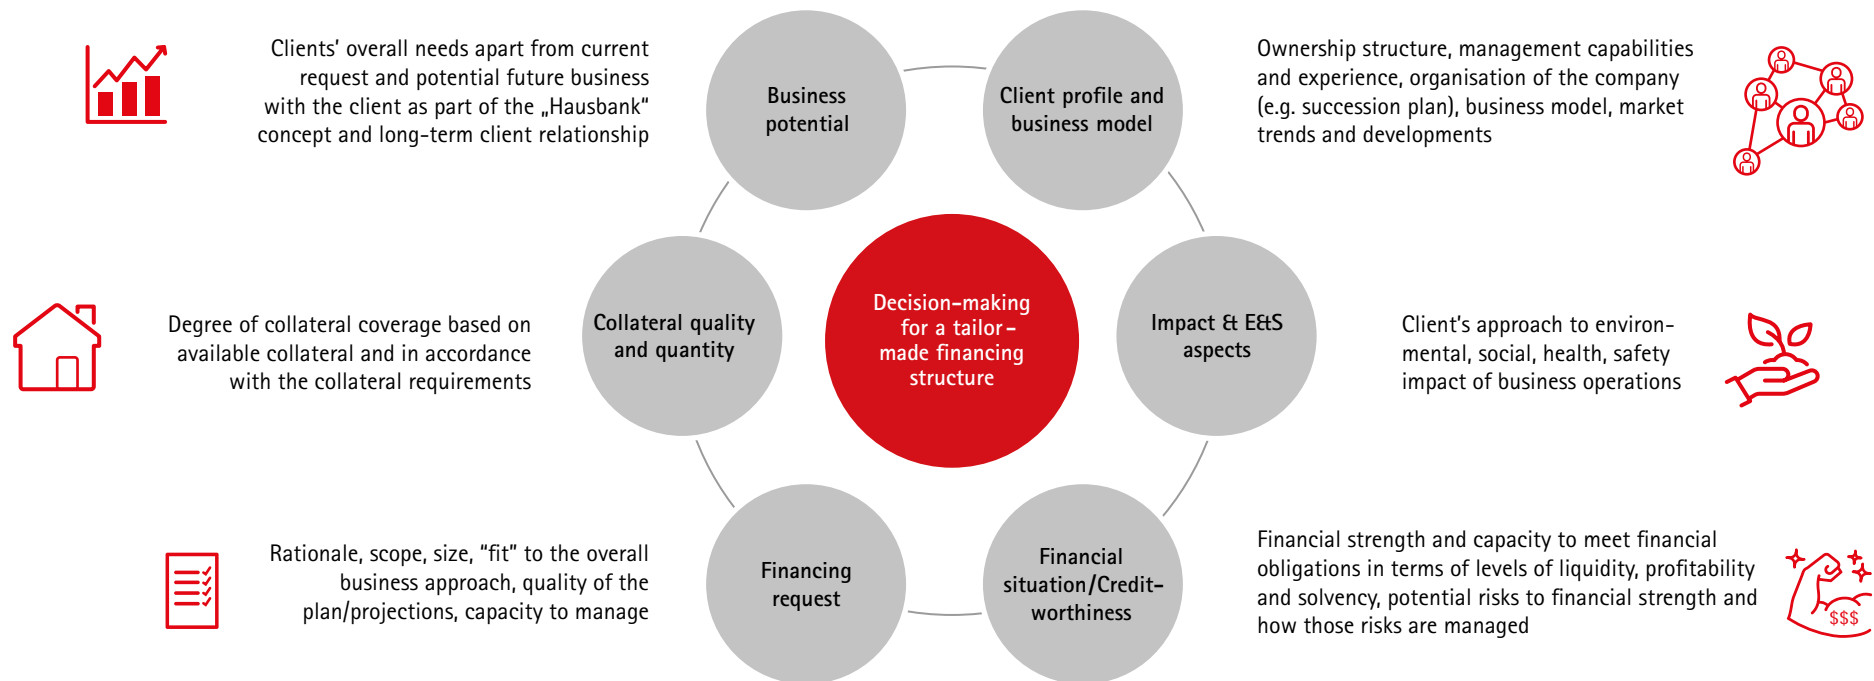 Clients' overall needs apart from current
request and potential future business
with the client as part of the „Hausbank“
concept and long-term client relationship
Business
potential
Client profile and
business model
Ownership structure, management capabilities
and experience, organisation of the company
(e.g. succession plan), business model, market
trends and developments
Degree of collateral coverage based on
available collateral and in accordance
with the collateral requirements
Collateral quality
and quantity
Decision-making
for a tailor-
made financing
structure
Impact & E&S
aspects
Client's approach to environ-
mental, social, health, safety
impact of business operations
Rationale, scope, size, “fit” to the overall
business approach, quality of the
plan/projections, capacity to manage
Financing
request
Financial
situation/Credit-
worthiness
Financial strength and capacity to meet financial
obligations in terms of levels of liquidity, profitability
and solvency, potential risks to financial strength and
how those risks are managed
$$$